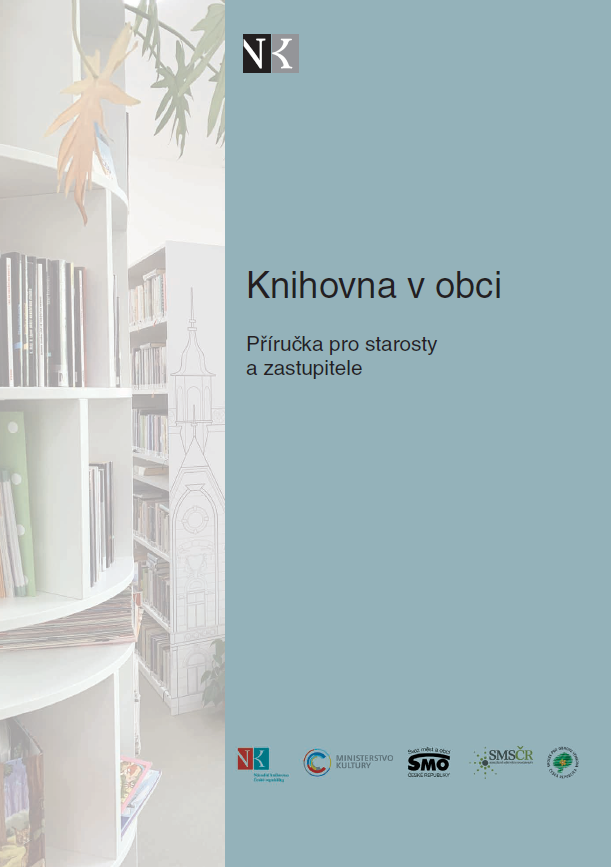 NK
Knihovna v obci
Příručka pro starosty
a zastupitele
NK
Národní knihovna
České republiky
MINISTERSTVO
KULTURY
Svaz měst a obcí
SMO
ČESKÉ REPUBLIKY
SMSČR